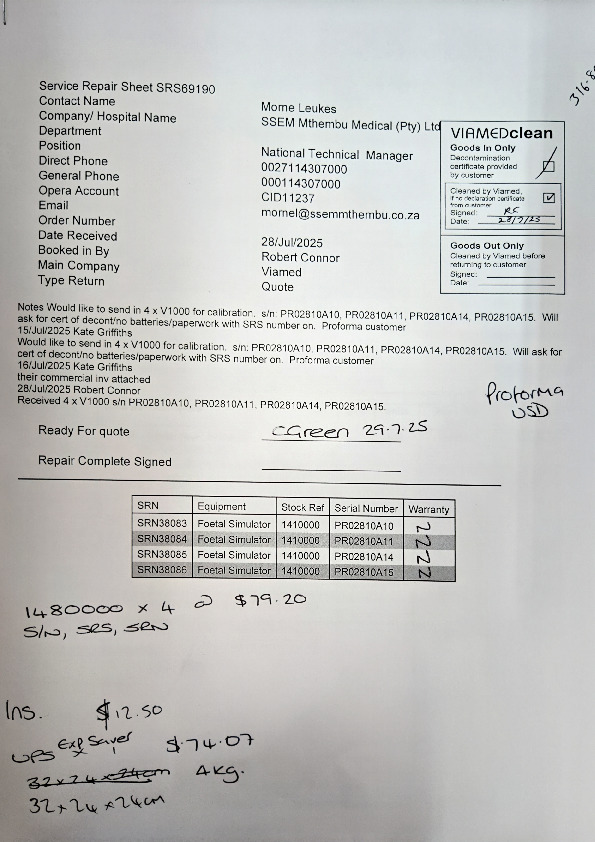 316-8
Service Repair Sheet SRS69190
Contact Name Morne Leukes
Company/ Hospital Name SSEM Mthembu Medical (Pty) Ltd
Department
Position National Technical Manager
Direct Phone 0027114307000
General Phone 000114307000
Opera Account CID11237
Email mornel@ssemmthembu.co.za
Order Number
Date Received 28/Jul/2025
Booked in By Robert Connor
Main Company Viamed
Type Return Quote
VIAMEDclean
Goods In Only
Decontamination
certificate provided
by customer
Cleaned by Viamed,
if no declaration certificate
from customer
Signed: RC
Date: 28/7/25
Goods Out Only
Cleaned by Viamed before
returning to customer
Signed:
Date:
Notes Would like to send in 4 x V1000 for calibration. s/n: PR02810A10, PR02810A11, PR02810A14, PR02810A15. Will
ask for cert of decont/no batteries/paperwork with SRS number on. Proforma customer
15/Jul/2025 Kate Griffiths
Would like to send in 4 x V1000 for calibration. s/n: PR02810A10, PR02810A11, PR02810A14, PR02810A15. Will ask for
cert of decont/no batteries/paperwork with SRS number on. Proforma customer
16/Jul/2025 Kate Griffiths
their commercial inv attached
28/Jul/2025 Robert Connor
Received 4 x V1000 s/n PR02810A10, PR02810A11, PR02810A14, PR02810A15.
Proforma
USD
Ready For quote CGreen 29.7.25
Repair Complete Signed
SRN Equipment Stock Ref Serial Number Warranty
SRN38083 Foetal Simulator 1410000 PR02810A10 N
SRN38084 Foetal Simulator 1410000 PR02810A11 N
SRN38085 Foetal Simulator 1410000 PR02810A14 N
SRN38086 Foetal Simulator 1410000 PR02810A15 N
1480000 x 4 @ $79.20
S/N, SRS, SRN
Ins. $12.50
UPS Exp Saver $74.07
32x24x24cm 4kg.
32x24x24cm